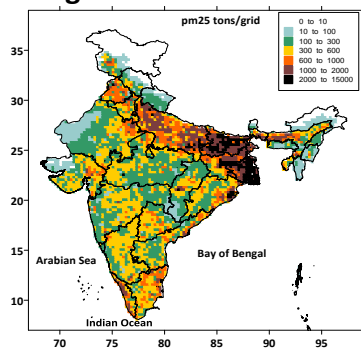 pm25 tons/grid
0 to 10
10 to 100
100 to 300
300 to 600
600 to 1000
1000 to 2000
2000 to 15000
35
30
25
20
15
10
Arabian Sea
Bay of Bengal
Indian Ocean
70 75 80 85 90 95